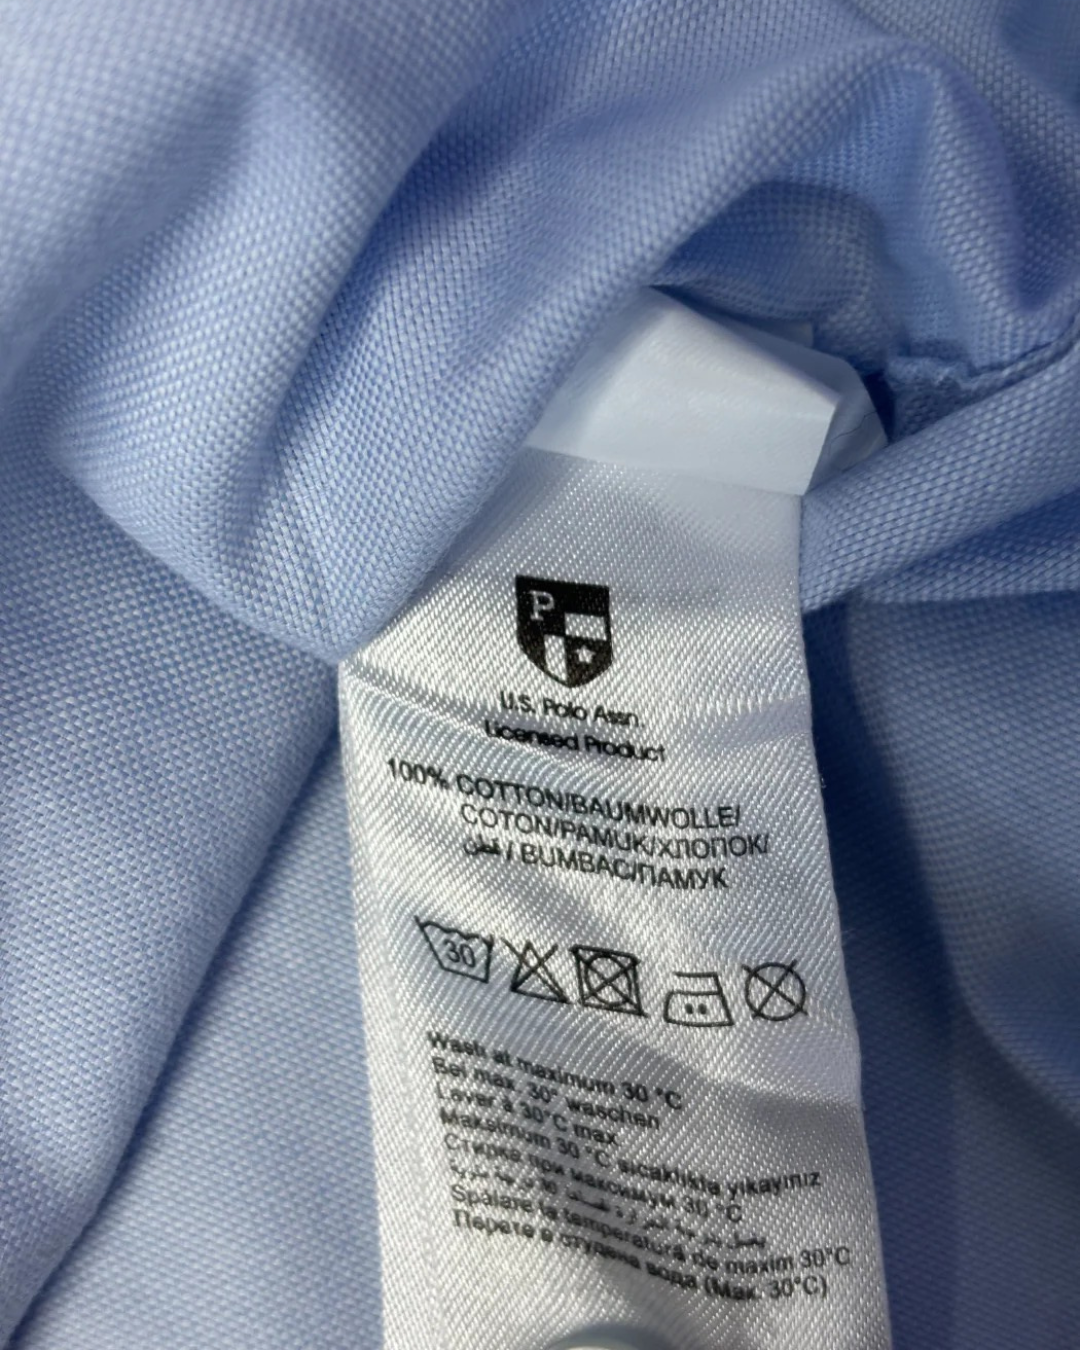 P
U.S. Polo Assn.
Licensed Product
100% COTTON/BAUMWOLLE/
COTON/PAMUK/ХЛОПОК/
قطن / BUMBAC/ПАМУК
30
Wash at maximum 30 °C
Bei max. 30° waschen
Laver à 30°C max
Maksimum 30 °C sıcaklıkta yıkayınız
Стирка при максимум 30 °C
Spălare la temperatură de maxim 30°C
Перете в студена вода (Мак. 30°C)